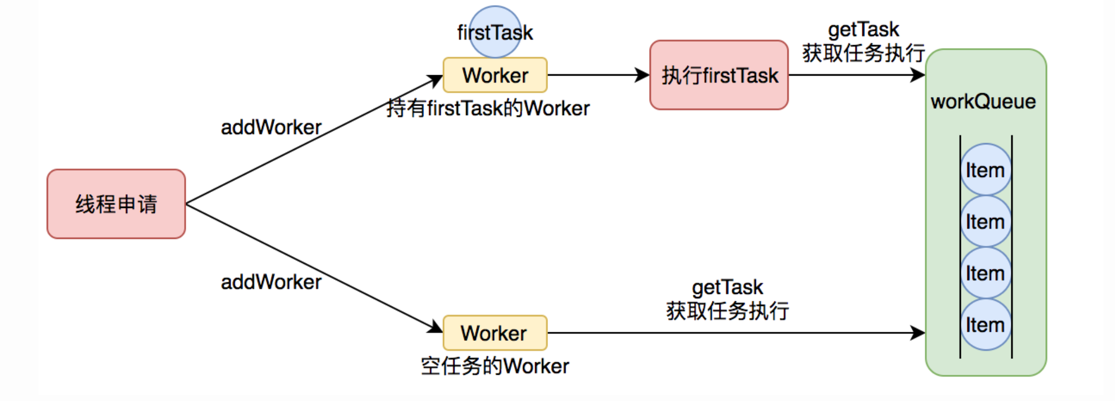 firstTask
Worker
持有firstTask的Worker
执行firstTask
getTask
获取任务执行
workQueue
addWorker
线程申请
Item
Item
Item
Item
addWorker
getTask
获取任务执行
Worker
空任务的Worker